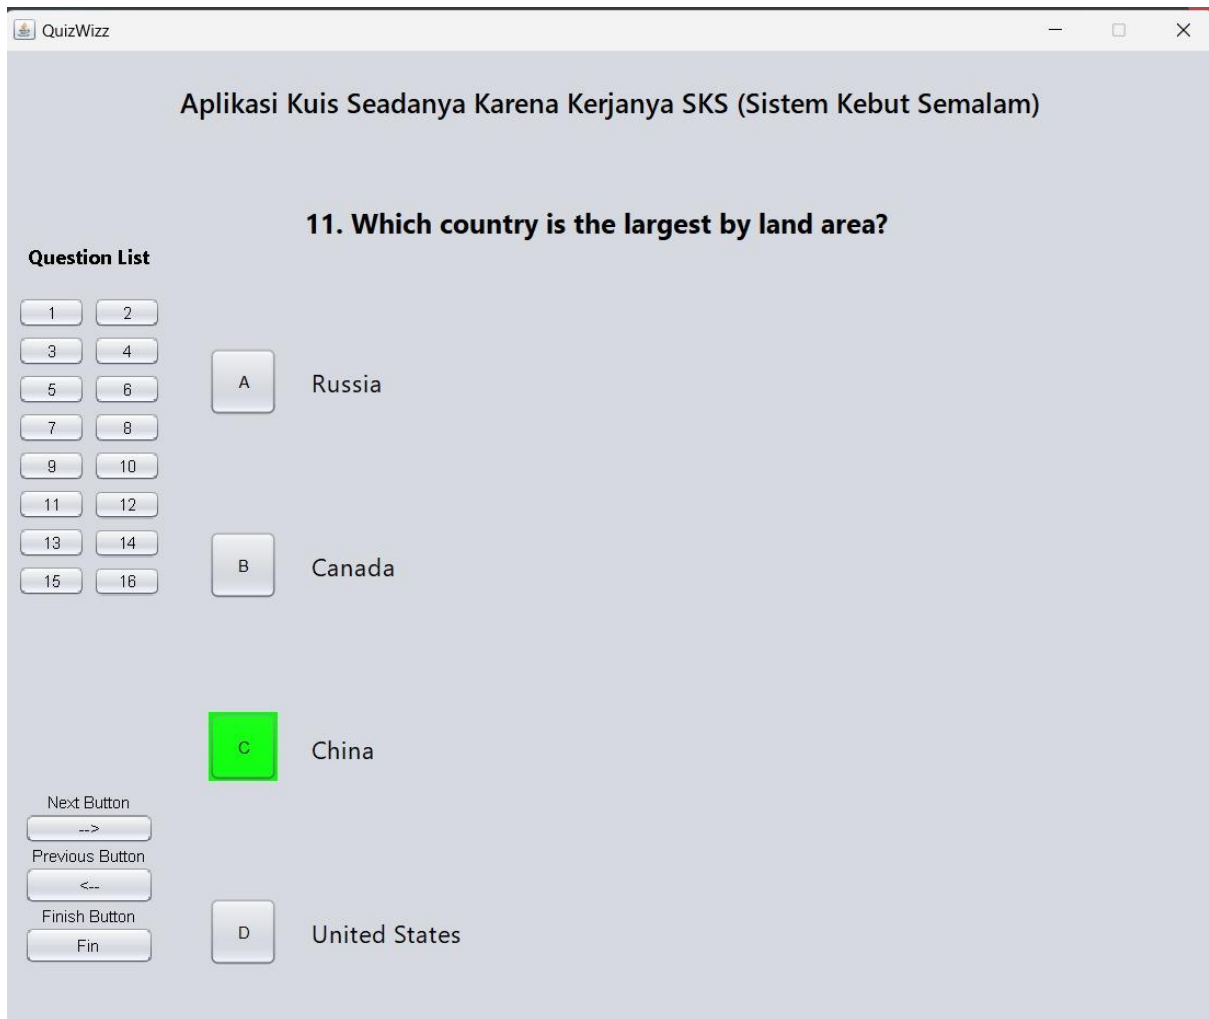 QuizWizz
Aplikasi Kuis Seadanya Karena Kerjanya SKS (Sistem Kebut Semalam)
11. Which country is the largest by land area?
Question List
1 2
3 4
5 6
7 8
9 10
11 12
13 14
15 16
A Russia
B Canada
C China
D United States
Next Button
-->
Previous Button
<--
Finish Button
Fin